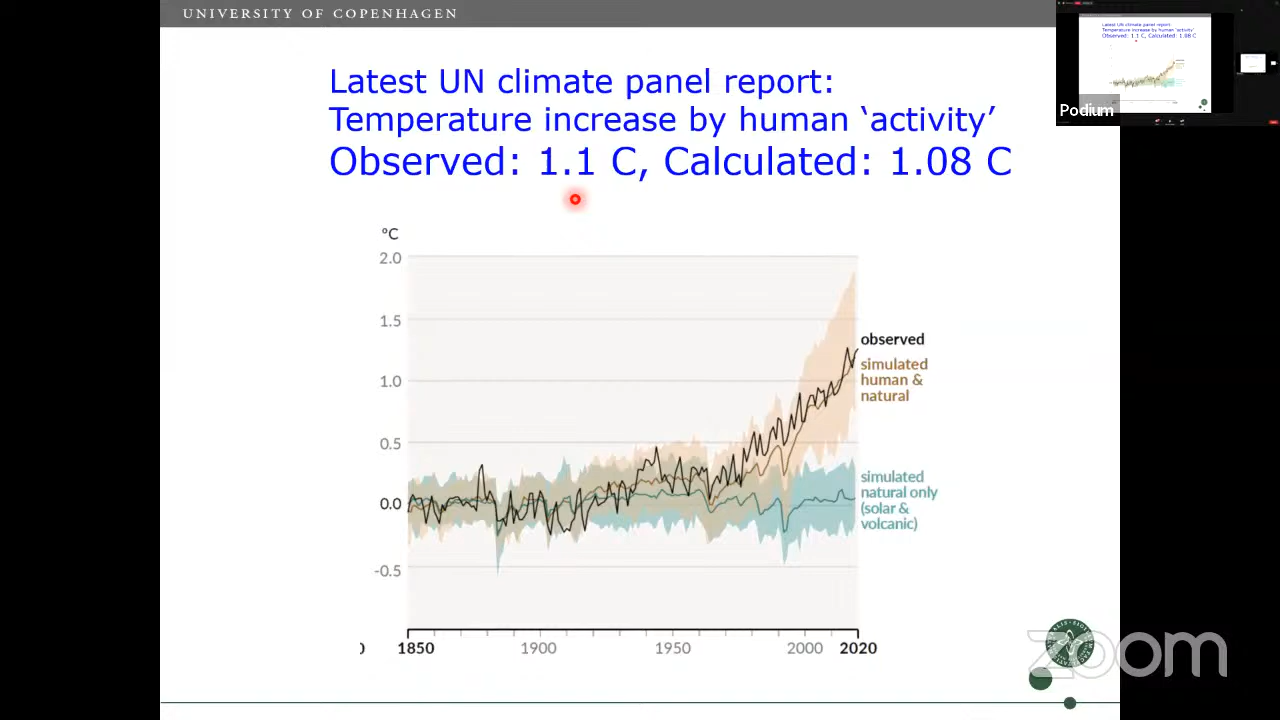 UNIVERSITY OF COPENHAGEN
Latest UN climate panel report:
Temperature increase by human ‘activity’
Observed: 1.1 C, Calculated: 1.08 C
Podium
ºC
2.0
1.5
1.0
0.5
0.0
-0.5
observed
simulated
human &
natural
simulated
natural only
(solar &
volcanic)
1850
1900
1950
2000
2020
zoom